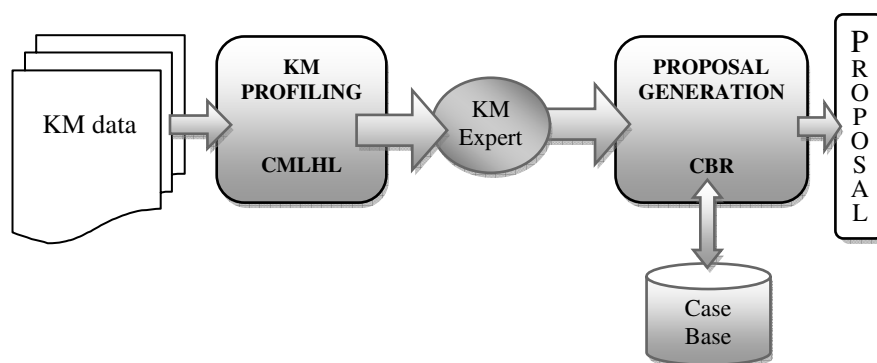 KM data
KM
PROFILING
CMLHL
KM
Expert
PROPOSAL
GENERATION
CBR
Case
Base
P
R
O
P
O
S
A
L